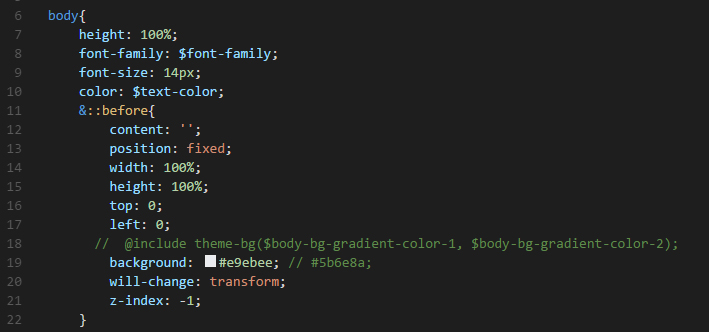 6 body{
7 height: 100%;
8 font-family: $font-family;
9 font-size: 14px;
10 color: $text-color;
11 &::before{
12 content: '';
13 position: fixed;
14 width: 100%;
15 height: 100%;
16 top: 0;
17 left: 0;
18 // @include theme-bg($body-bg-gradient-color-1, $body-bg-gradient-color-2);
19 background: #e9ebee; // #5b6e8a;
20 will-change: transform;
21 z-index: -1;
22 }